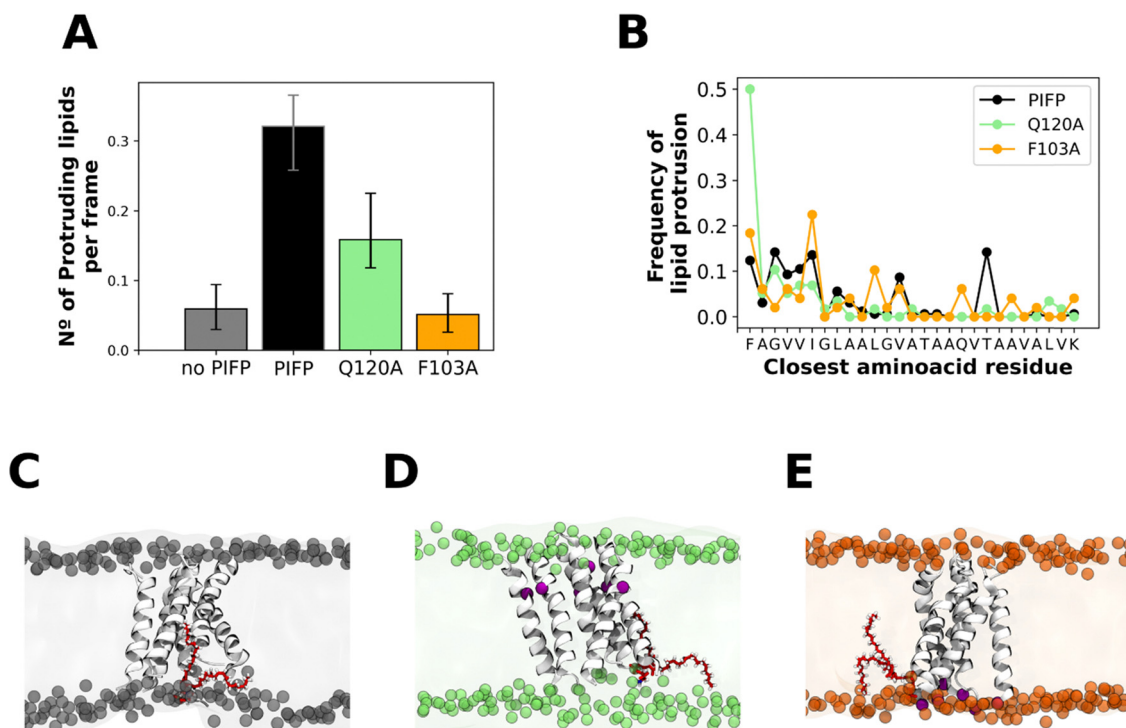 A
Nº of Protruding lipids
per frame
0.3
0.2
0.1
0.0
no PIFP PIFP Q120A F103A
B
Frequency of
lipid protrusion
0.5
0.4
0.3
0.2
0.1
0.0
PIFP
Q120A
F103A
F A G V V I G L A A L G V A T A A Q V T A A V A L V K
Closest aminoacid residue
C
D
E